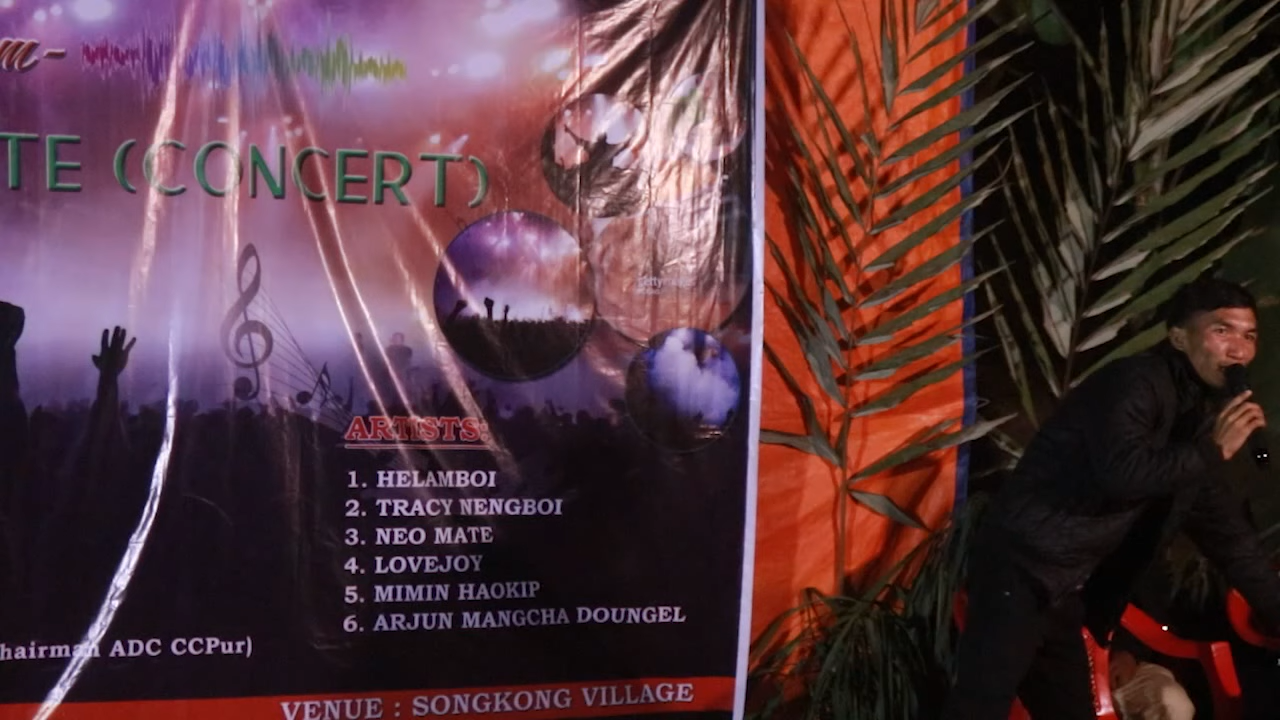 m-
TE (CONCERT)
gettyimages
ARTISTS:
1. HELAMBOI
2. TRACY NENGBOI
3. NEO MATE
4. LOVEJOY
5. MIMIN HAOKIP
6. ARJUN MANGCHA DOUNGEL
hairman ADC CCPur)
VENUE : SONGKONG VILLAGE